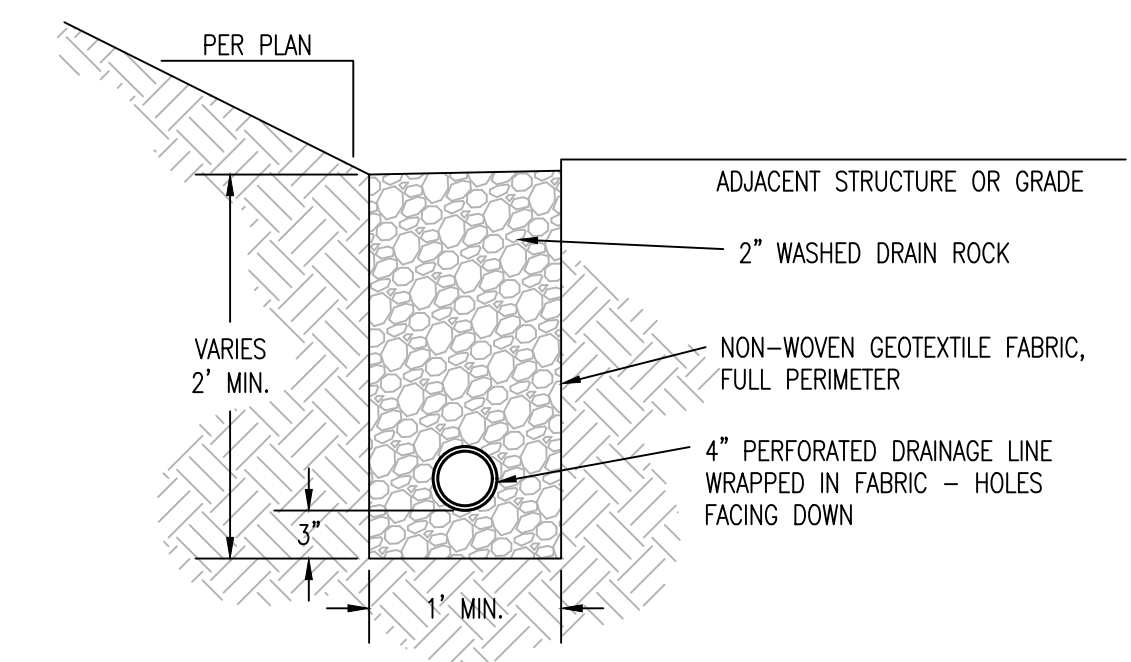 PER PLAN
ADJACENT STRUCTURE OR GRADE
2” WASHED DRAIN ROCK
VARIES
2’ MIN.
NON–WOVEN GEOTEXTILE FABRIC,
FULL PERIMETER
4” PERFORATED DRAINAGE LINE
WRAPPED IN FABRIC – HOLES
FACING DOWN
3”
1’ MIN.